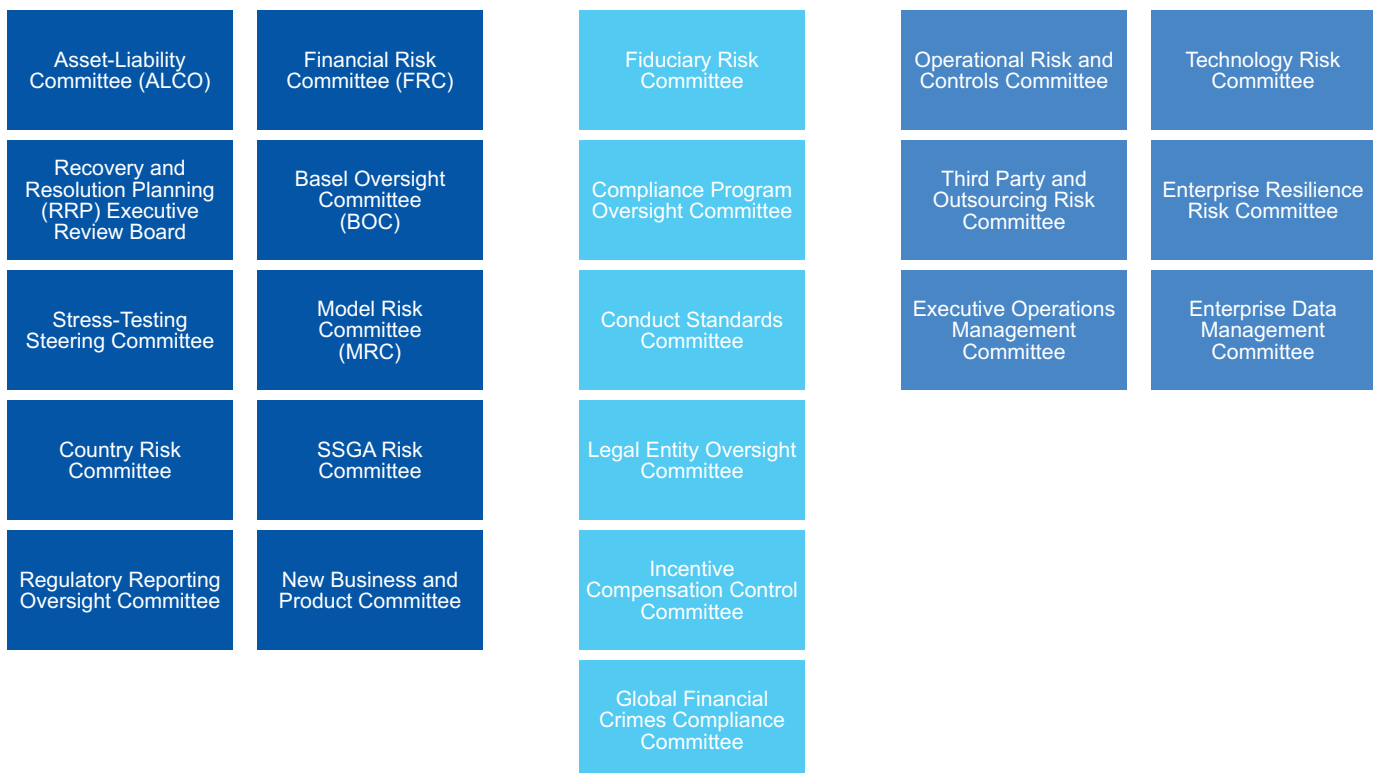 Asset-Liability
Committee (ALCO)
Financial Risk
Committee (FRC)
Recovery and
Resolution Planning
(RRP) Executive
Review Board
Basel Oversight
Committee
(BOC)
Stress-Testing
Steering Committee
Model Risk
Committee
(MRC)
Country Risk
Committee
SSGA Risk
Committee
Regulatory Reporting
Oversight Committee
New Business and
Product Committee
Fiduciary Risk
Committee
Compliance Program
Oversight Committee
Conduct Standards
Committee
Legal Entity Oversight
Committee
Incentive
Compensation Control
Committee
Global Financial
Crimes Compliance
Committee
Operational Risk and
Controls Committee
Technology Risk
Committee
Third Party and
Outsourcing Risk
Committee
Enterprise Resilience
Risk Committee
Executive Operations
Management
Committee
Enterprise Data
Management
Committee